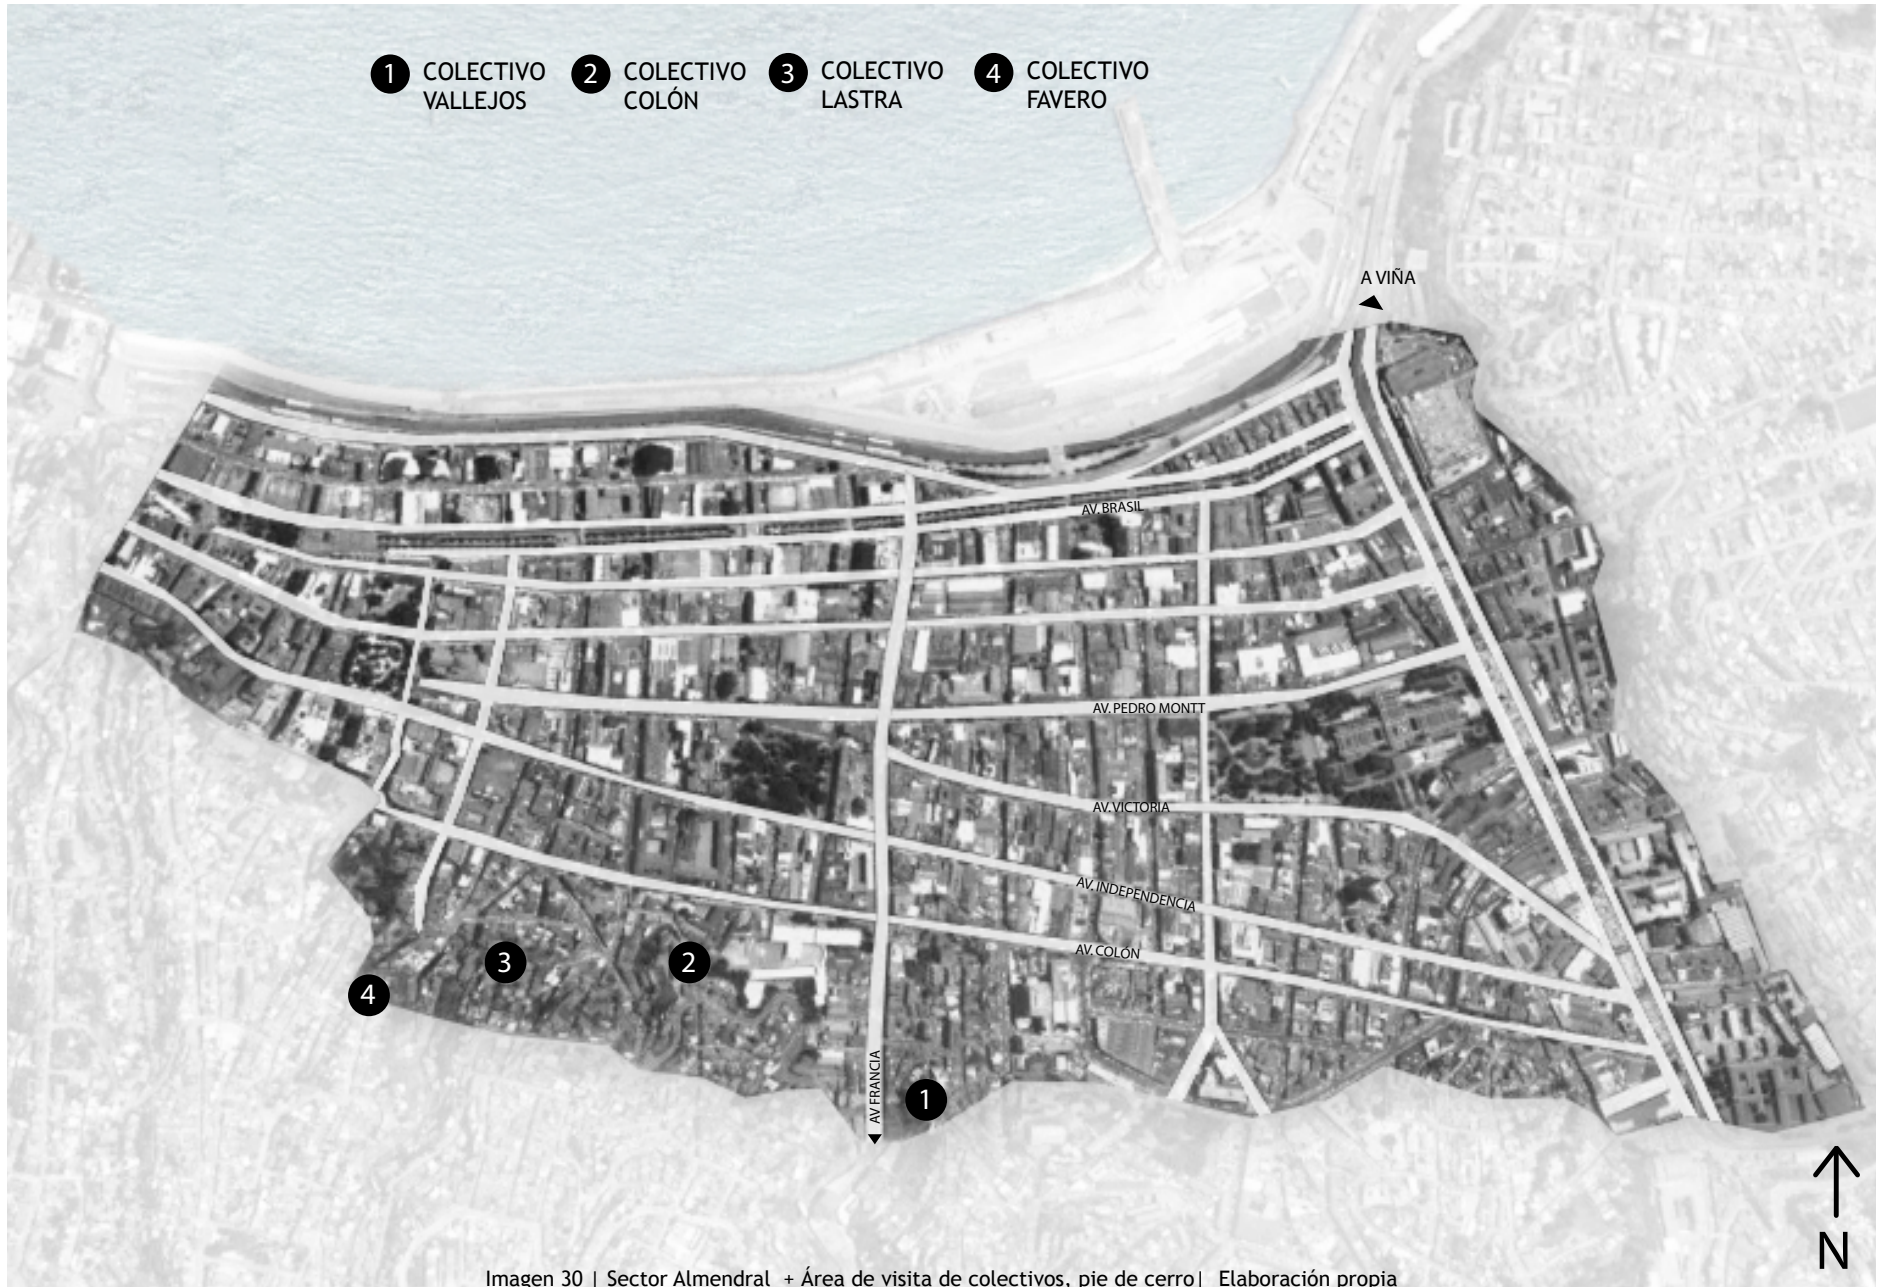 1 COLECTIVO
VALLEJOS
2 COLECTIVO
COLÓN
3 COLECTIVO
LASTRA
4 COLECTIVO
FAVERO
A VIÑA
AV. BRASIL
AV. PEDRO MONTT
AV. VICTORIA
AV. INDEPENDENCIA
AV. COLÓN
3
2
4
AV FRANCIA
1
N
Imagen 30 | Sector Almendral + Área de visita de colectivos, pie de cerro| Elaboración propia